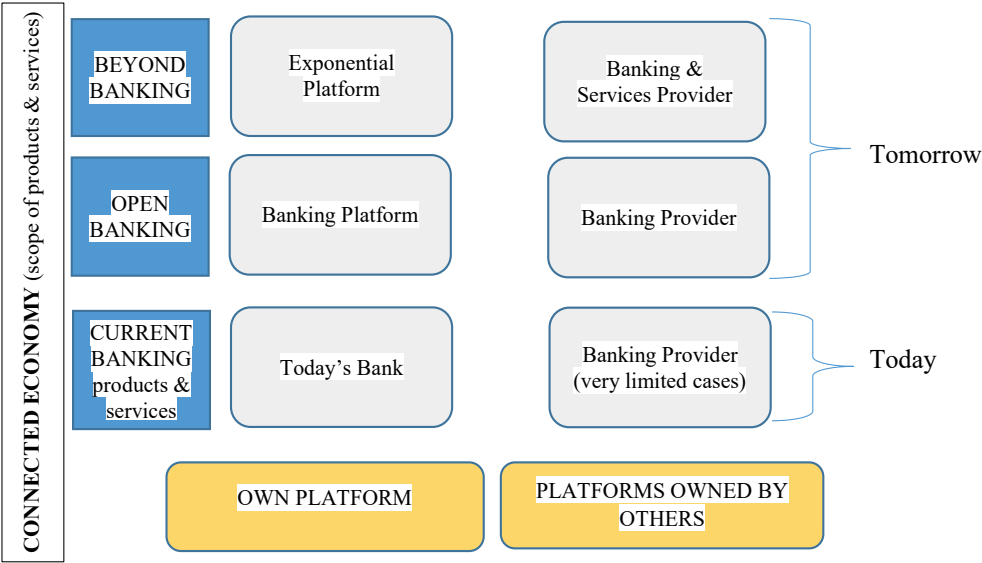 CONNECTED ECONOMY (scope of products & services)
BEYOND
BANKING
Exponential
Platform
Banking &
Services Provider
Tomorrow
OPEN
BANKING
Banking Platform
Banking Provider
CURRENT
BANKING
products &
services
Today’s Bank
Banking Provider
(very limited cases)
Today
OWN PLATFORM
PLATFORMS OWNED BY
OTHERS